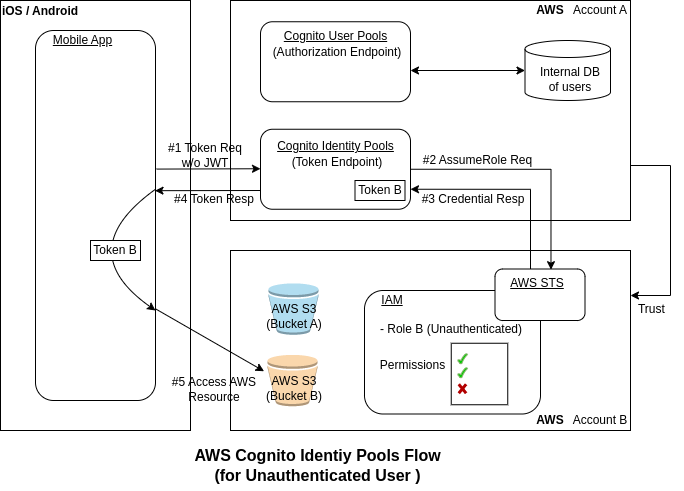 iOS / Android
Mobile App
AWS Account A
Cognito User Pools
(Authorization Endpoint)
Internal DB
of users
#1 Token Req
w/o JWT
Cognito Identity Pools
(Token Endpoint)
Token B
#2 AssumeRole Req
#3 Credential Resp
#4 Token Resp
Token B
AWS STS
IAM
- Role B (Unauthenticated)
Permissions
AWS S3
(Bucket A)
AWS S3
(Bucket B)
#5 Access AWS
Resource
Trust
AWS Account B
AWS Cognito Identiy Pools Flow
(for Unauthenticated User )